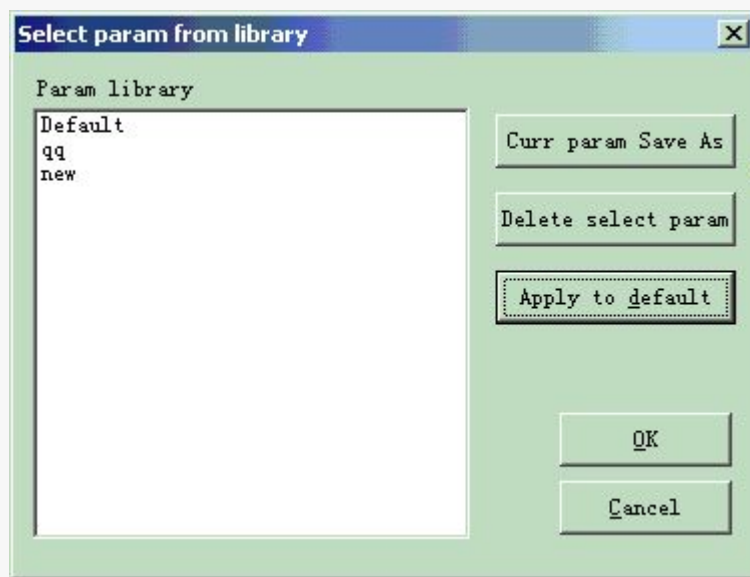 Select param from library
Param library
Default
qq
new
Curr param Save As
Delete select param
Apply to default
OK
Cancel